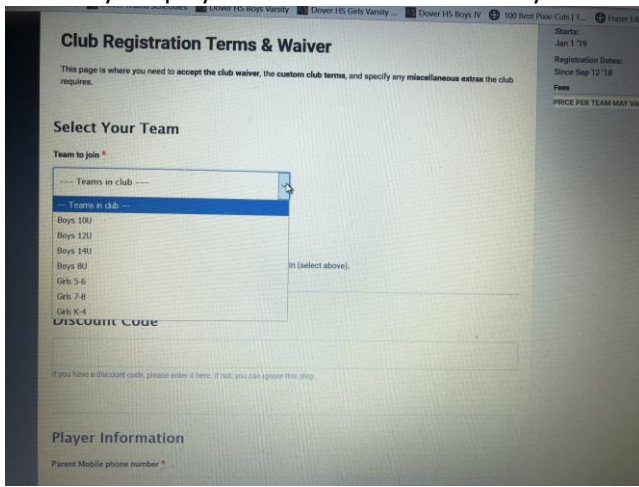 Dover HS Boys Varsity
Dover HS Girls Varsity ...
Dover HS Boys JV
100 Best Pixie Cuts | T...
Club Registration Terms & Waiver
This page is where you need to accept the club waiver, the custom club terms, and specify any miscellaneous extras the club
requires.
Starts:
Jan 1 '19
Registration Dates:
Since Sep 12 '18
Fees
PRICE PER TEAM MAY VA
Select Your Team
Team to join *
--- Teams in club ---
--- Teams in club ---
Boys 10U
Boys 12U
Boys 14U
Boys 8U
Girls 5-6
Girls 7-8
Girls K-4
in (select above).
Discount Code
If you have a discount code, please enter it here. If not, you can ignore this step.
Player Information
Parent Mobile phone number *